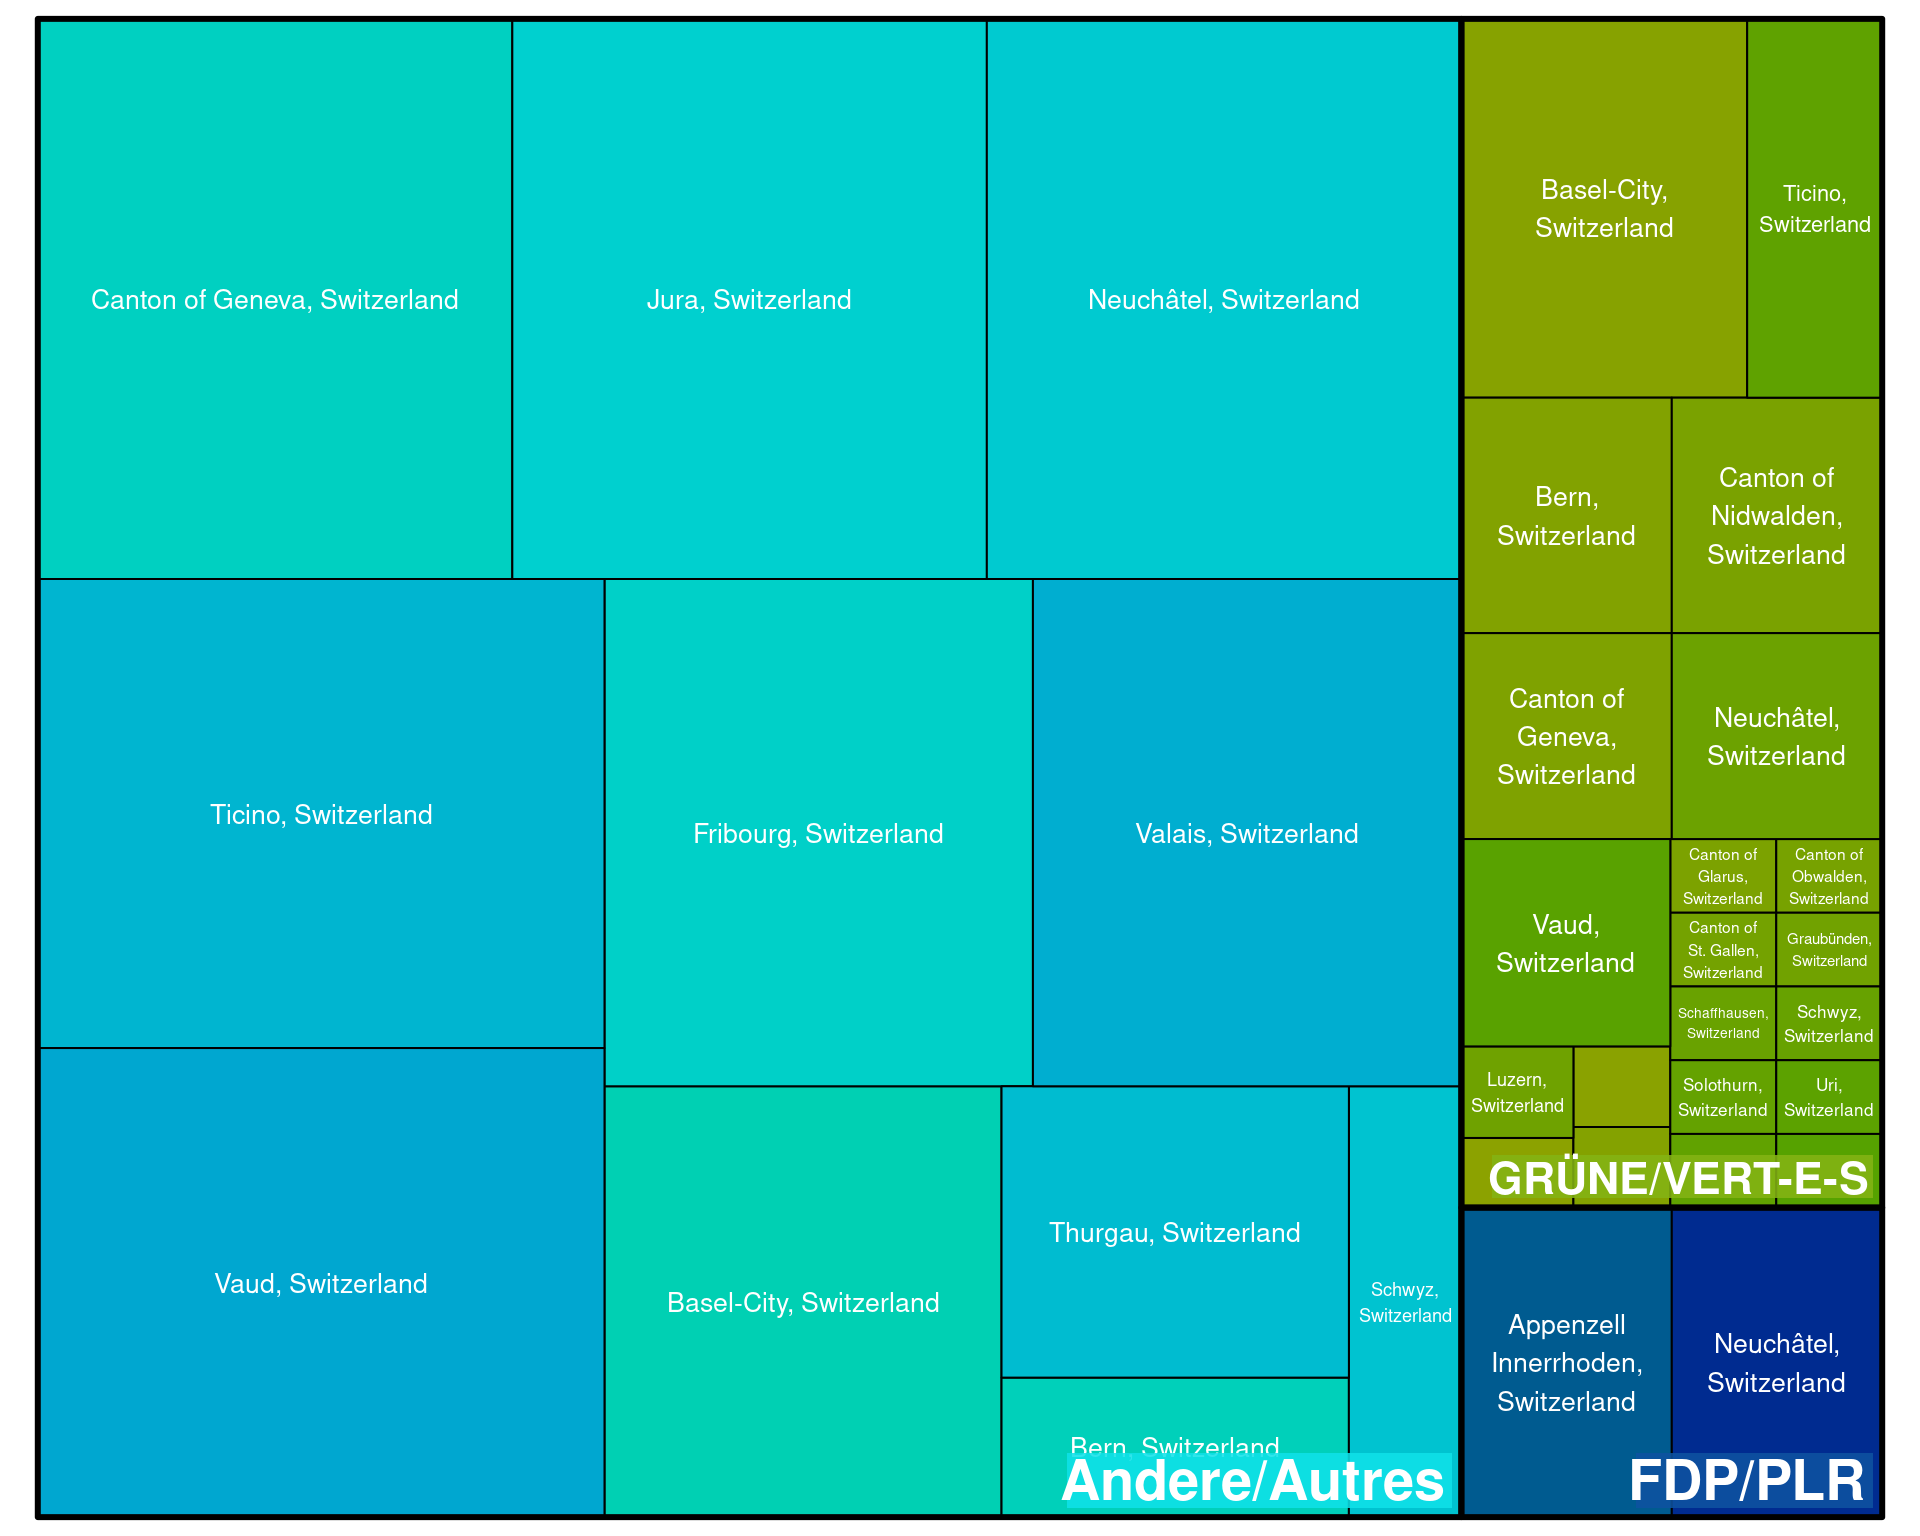 Canton of Geneva, Switzerland
Jura, Switzerland
Neuchâtel, Switzerland
Ticino, Switzerland
Fribourg, Switzerland
Valais, Switzerland
Vaud, Switzerland
Basel-City, Switzerland
Thurgau, Switzerland
Schwyz,
Switzerland
Bern, Switzerland
Andere/Autres
Basel-City,
Switzerland
Ticino,
Switzerland
Bern,
Switzerland
Canton of
Nidwalden,
Switzerland
Canton of
Geneva,
Switzerland
Neuchâtel,
Switzerland
Vaud,
Switzerland
Canton of
Glarus,
Switzerland
Canton of
Obwalden,
Switzerland
Canton of
St. Gallen,
Switzerland
Graubünden,
Switzerland
Schaffhausen,
Switzerland
Schwyz,
Switzerland
Luzern,
Switzerland
Solothurn,
Switzerland
Uri,
Switzerland
GRÜNE/VERT-E-S
Appenzell
Innerrhoden,
Switzerland
Neuchâtel,
Switzerland
FDP/PLR